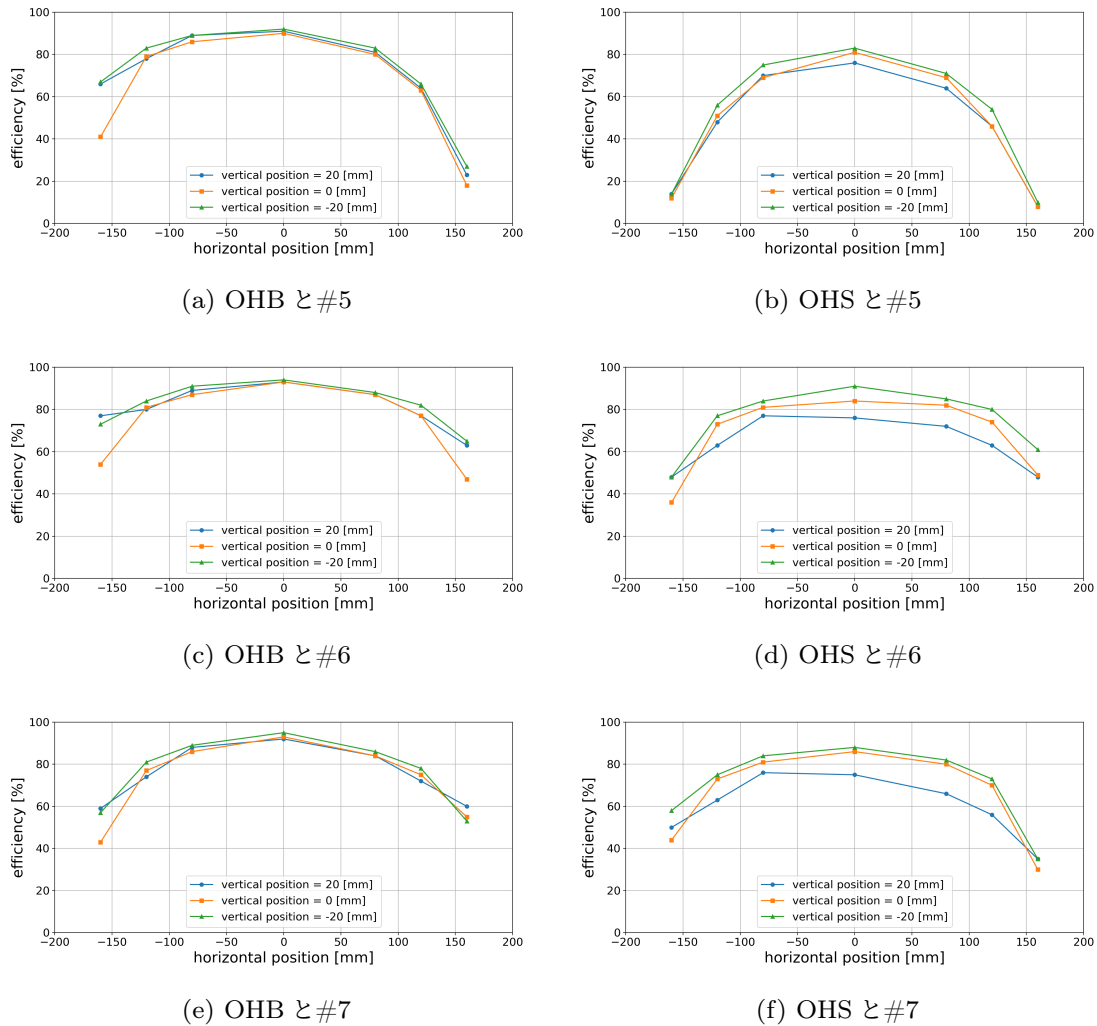 100
80
60
40
20
0
efficiency [%]
vertical position = 20 [mm]
vertical position = 0 [mm]
vertical position = -20 [mm]
−200 −150 −100 −50 0 50 100 150 200
horizontal position [mm]
(a) OHB と#5
100
80
60
40
20
0
efficiency [%]
vertical position = 20 [mm]
vertical position = 0 [mm]
vertical position = -20 [mm]
−200 −150 −100 −50 0 50 100 150 200
horizontal position [mm]
(b) OHS と#5
100
80
60
40
20
0
efficiency [%]
vertical position = 20 [mm]
vertical position = 0 [mm]
vertical position = -20 [mm]
−200 −150 −100 −50 0 50 100 150 200
horizontal position [mm]
(c) OHB と#6
100
80
60
40
20
0
efficiency [%]
vertical position = 20 [mm]
vertical position = 0 [mm]
vertical position = -20 [mm]
−200 −150 −100 −50 0 50 100 150 200
horizontal position [mm]
(d) OHS と#6
100
80
60
40
20
0
efficiency [%]
vertical position = 20 [mm]
vertical position = 0 [mm]
vertical position = -20 [mm]
−200 −150 −100 −50 0 50 100 150 200
horizontal position [mm]
(e) OHB と#7
100
80
60
40
20
0
efficiency [%]
vertical position = 20 [mm]
vertical position = 0 [mm]
vertical position = -20 [mm]
−200 −150 −100 −50 0 50 100 150 200
horizontal position [mm]
(f) OHS と#7